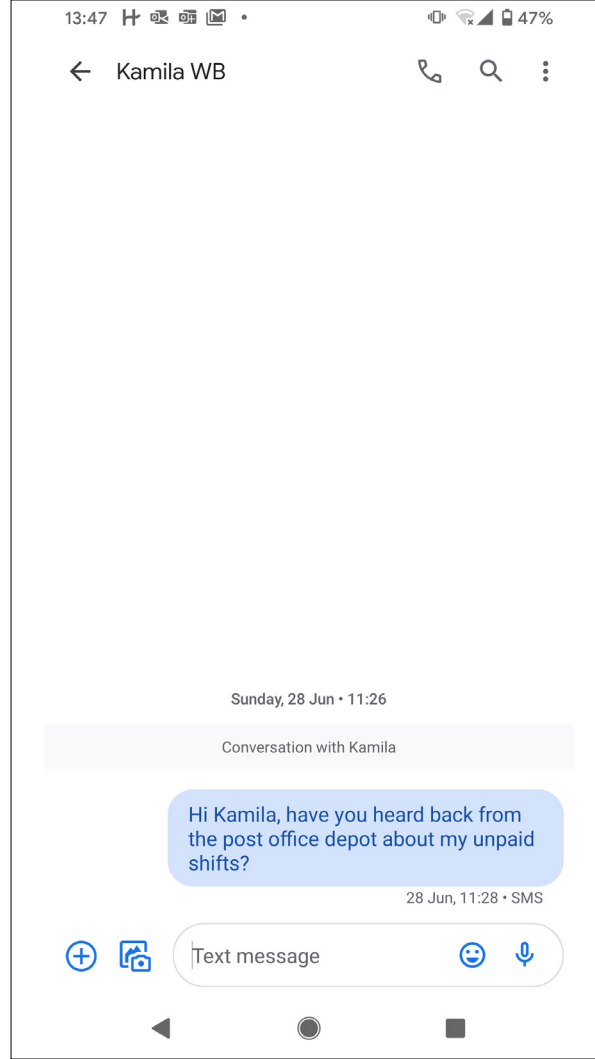 13:47 47%
Kamila WB
Sunday, 28 Jun • 11:26
Conversation with Kamila
Hi Kamila, have you heard back from
the post office depot about my unpaid
shifts?
28 Jun, 11:28 • SMS
Text message